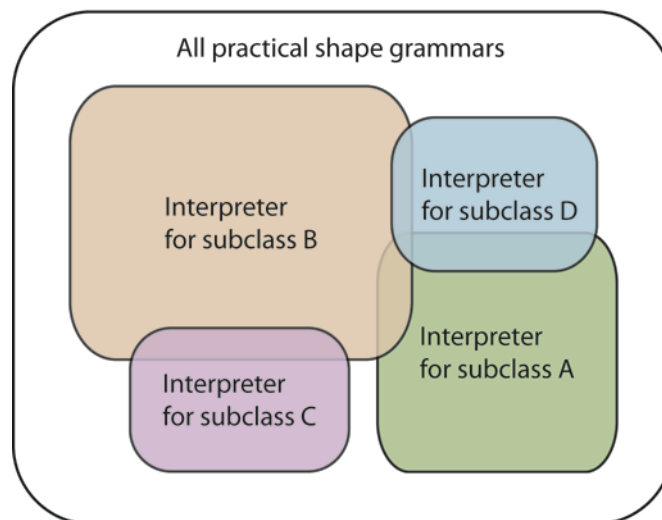 All practical shape grammars
Interpreter
for subclass B
Interpreter
for subclass D
Interpreter
for subclass C
Interpreter
for subclass A